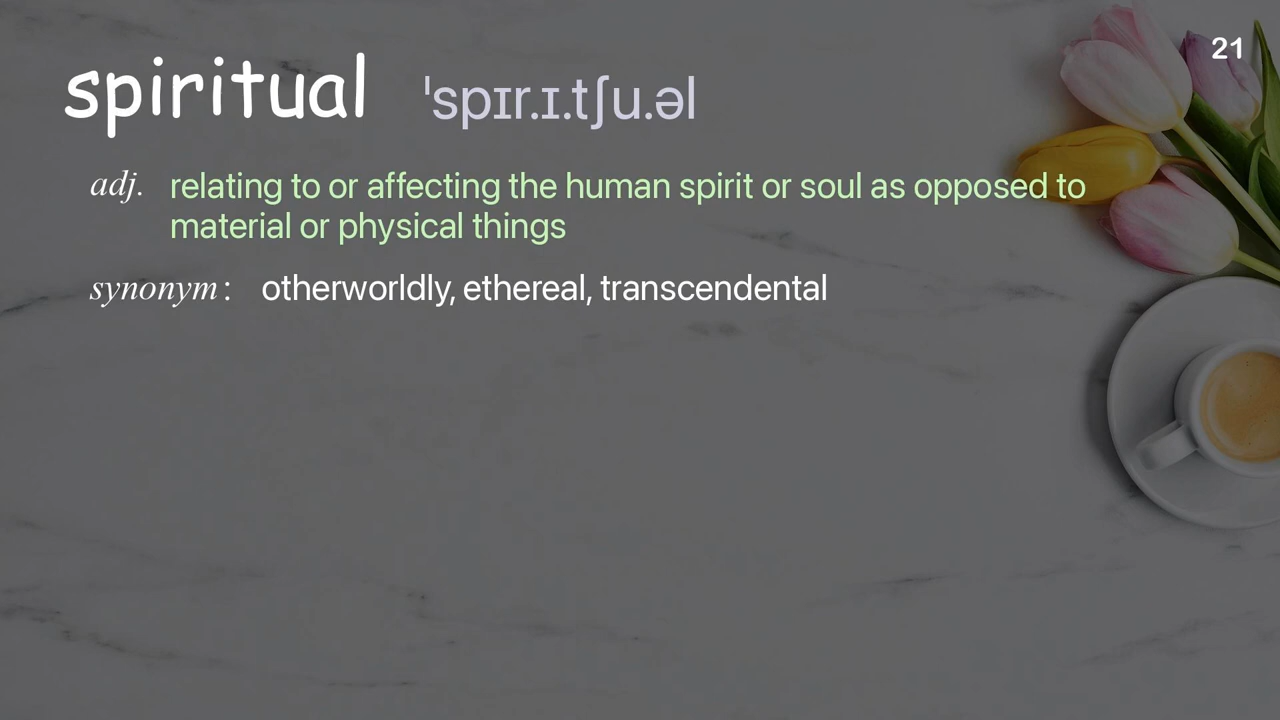 21
spiritual ˈspɪr.ɪ.tʃu.əl
adj. relating to or affecting the human spirit or soul as opposed to
material or physical things
synonym: otherworldly, ethereal, transcendental